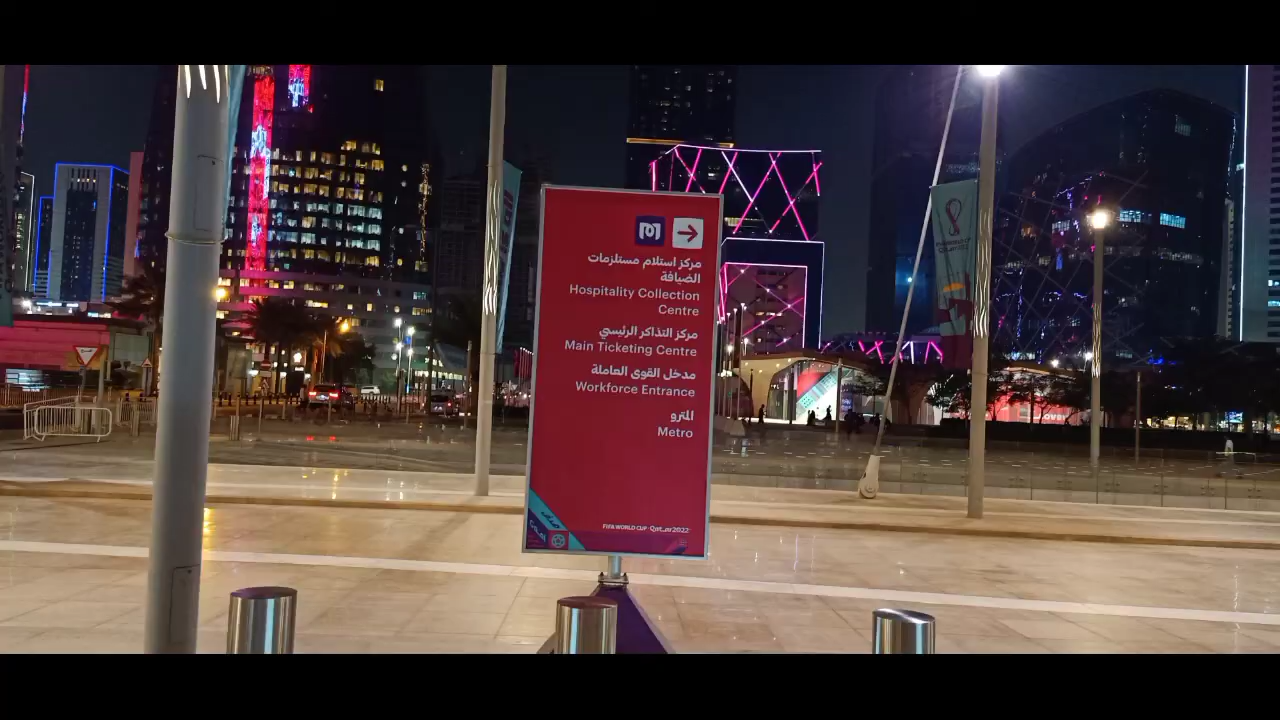 مركز استلام مستلزمات
الضيافة
Hospitality Collection
Centre
مركز التذاكر الرئيسي
Main Ticketing Centre
مدخل القوى العاملة
Workforce Entrance
المترو
Metro
FIFA WORLD CUP Qatar2022